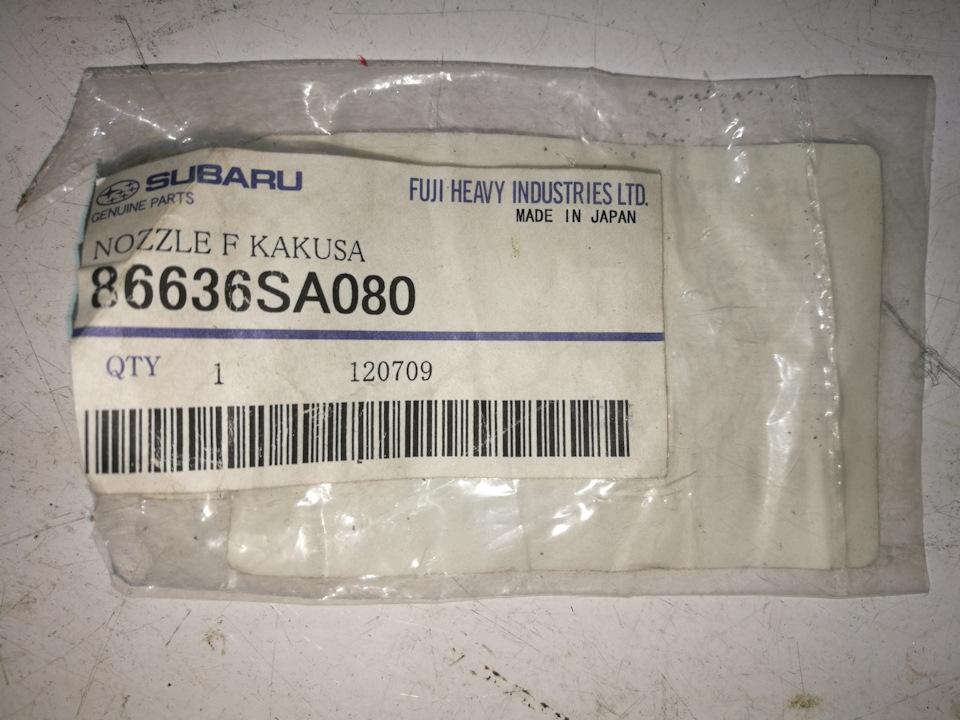 SUBARU
GENUINE PARTS
FUJI HEAVY INDUSTRIES LTD.
MADE IN JAPAN
NOZZLE F KAKUSA
86636SA080
QTY 1 120709